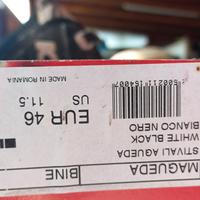 MAGUEDA BINE
STIVALI AGUEDA
WHITE BLACK
BIANCO NERO
EUR 46
US 11.5
MADE IN ROMANIA